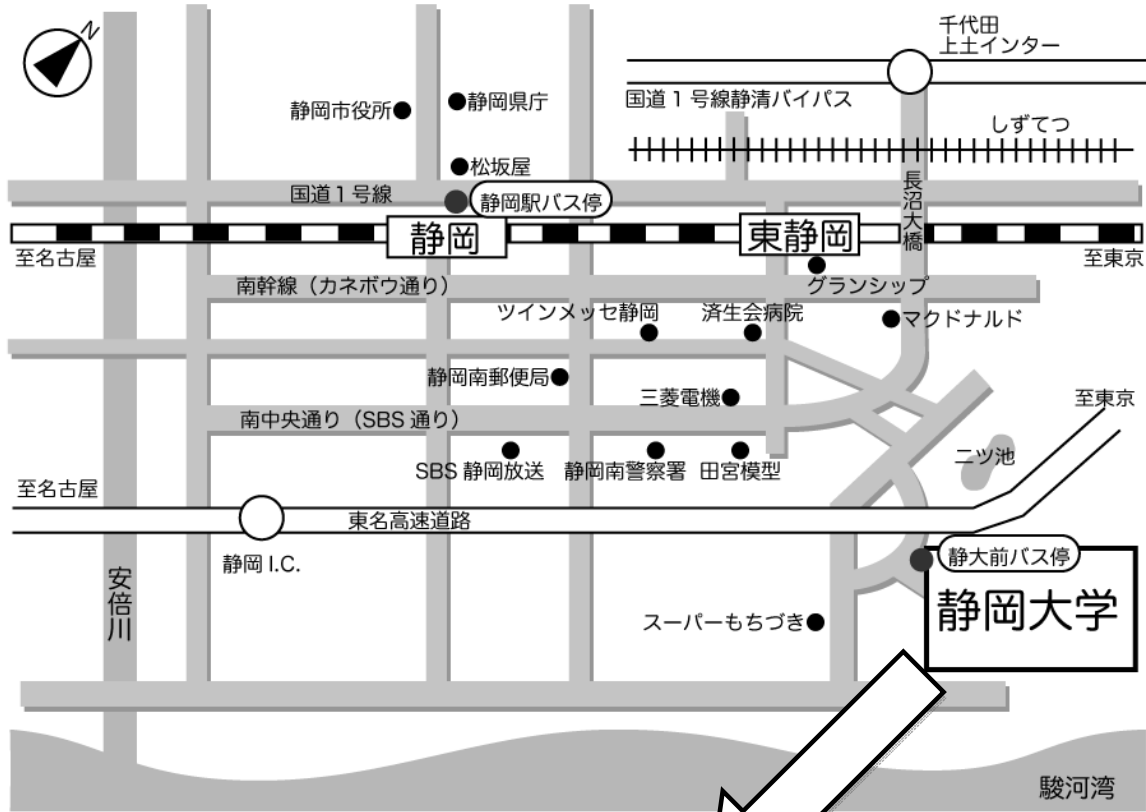 N
千代田
上土インター
静岡市役所
静岡県庁
国道1号線静清バイパス
しずてつ
松坂屋
国道1号線
静岡駅バス停
長沼大橋
静岡
東静岡
至名古屋
至東京
南幹線（カネボウ通り）
グランシップ
ツインメッセ静岡
済生会病院
マクドナルド
静岡南郵便局
三菱電機
至東京
南中央通り（SBS 通り）
SBS 静岡放送
静岡南警察署
田宮模型
二ツ池
至名古屋
東名高速道路
静岡 I.C.
静大前バス停
安倍川
静岡大学
スーパーもちづき
駿河湾